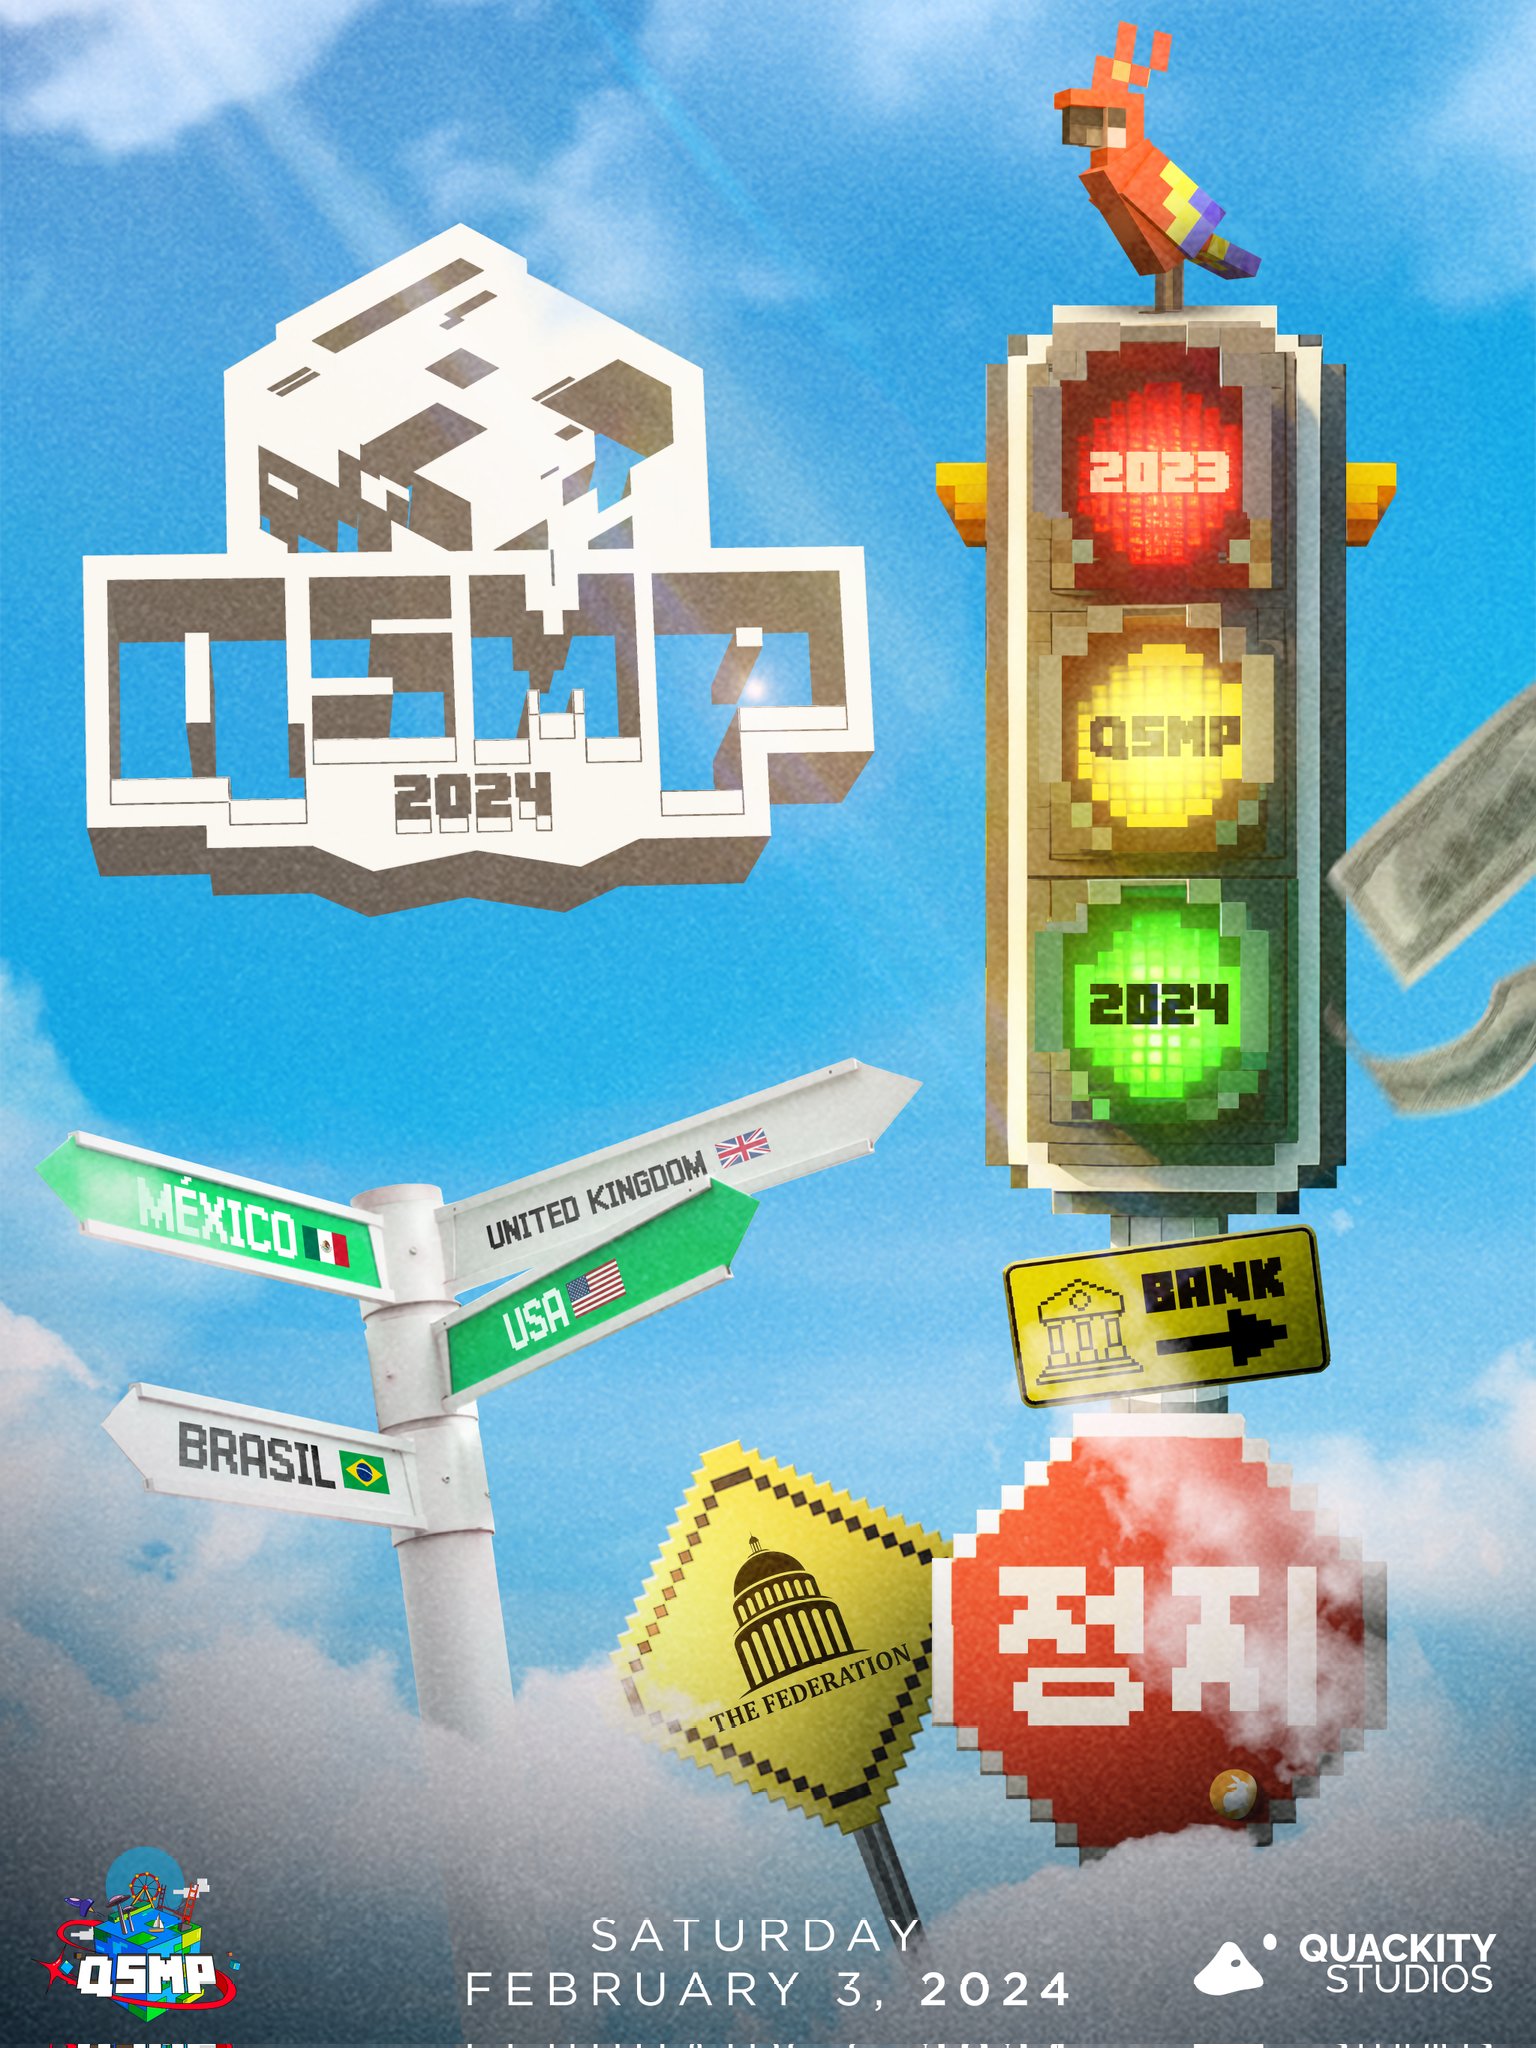 QSMP
2024
2023
QSMP
2024
MÉXICO
UNITED KINGDOM
USA
BRASIL
BANK
THE FEDERATION
정지
QSMP
SATURDAY
FEBRUARY 3, 2024
QUACKITY
STUDIOS